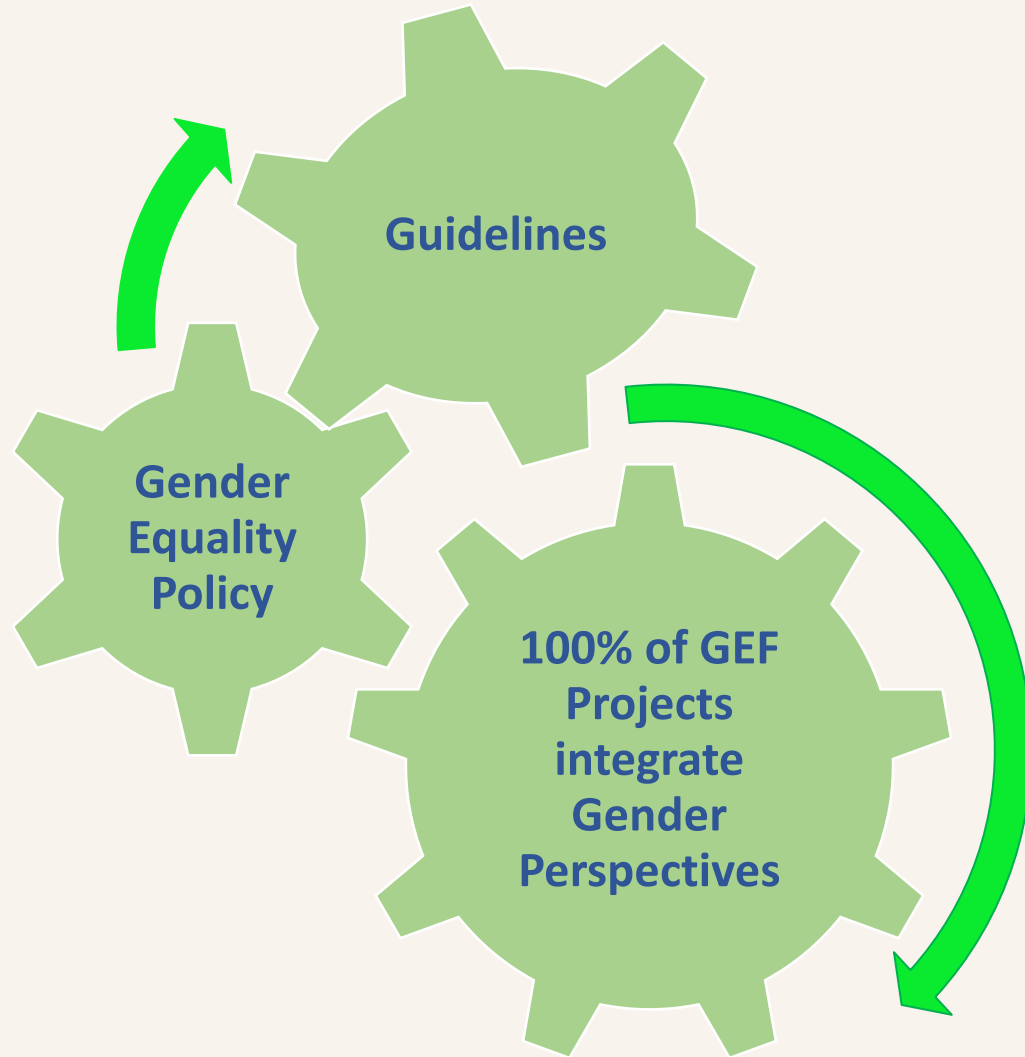 Guidelines
Gender
Equality
Policy
100% of GEF
Projects
integrate
Gender
Perspectives